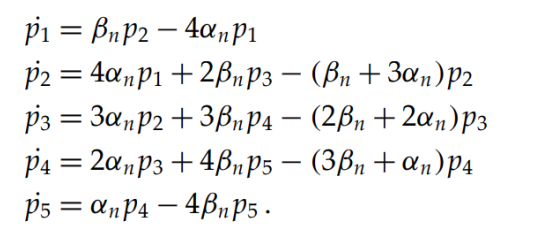 ṗ₁ = βₙp₂ − 4αₙp₁
ṗ₂ = 4αₙp₁ + 2βₙp₃ − (βₙ + 3αₙ)p₂
ṗ₃ = 3αₙp₂ + 3βₙp₄ − (2βₙ + 2αₙ)p₃
ṗ₄ = 2αₙp₃ + 4βₙp₅ − (3βₙ + αₙ)p₄
ṗ₅ = αₙp₄ − 4βₙp₅ .